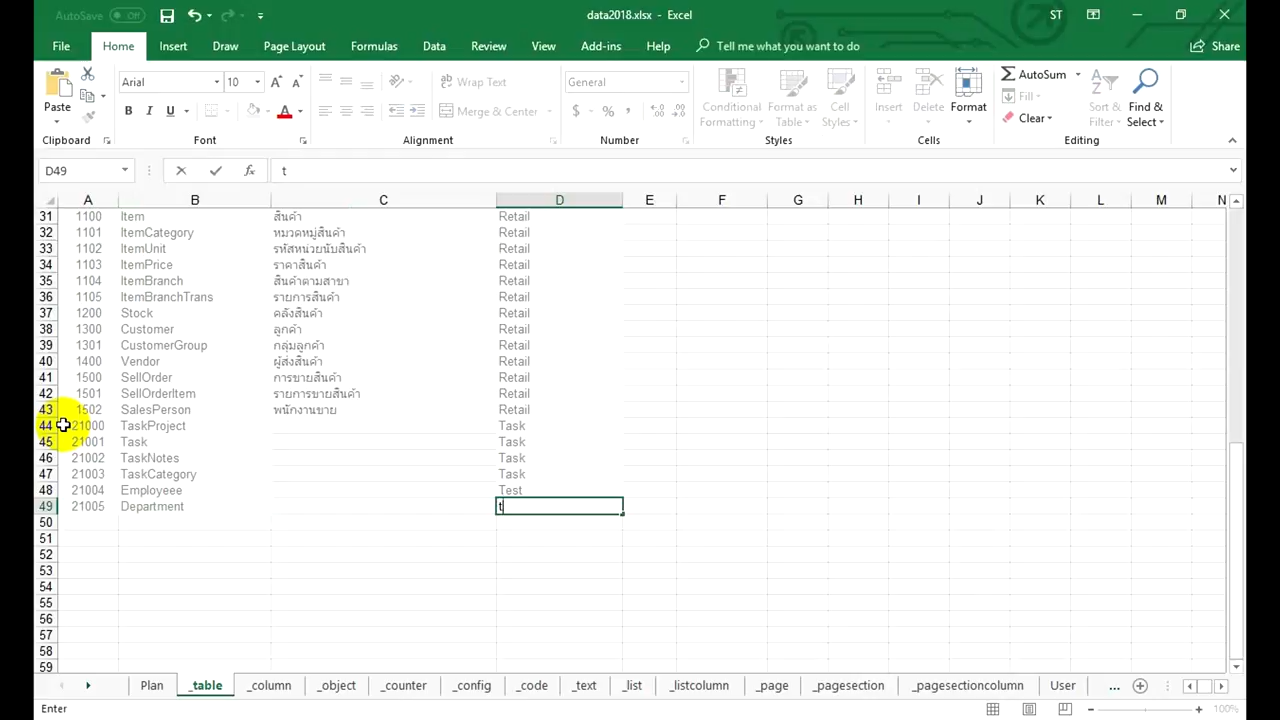 AutoSave Off data2018.xlsx - Excel ST
File Home Insert Draw Page Layout Formulas Data Review View Add-ins Help Tell me what you want to do Share
Paste Arial 10 Wrap Text General AutoSum
B I U Merge & Center $ % , Conditional Formatting Format as Table Cell Styles Insert Delete Format Fill Clear Sort & Filter Find & Select
Clipboard Font Alignment Number Styles Cells Editing
D49 fx t
A B C D E F G H I J K L M N
31 1100 Item สินค้า Retail
32 1101 ItemCategory หมวดหมู่สินค้า Retail
33 1102 ItemUnit รหัสหน่วยนับสินค้า Retail
34 1103 ItemPrice ราคาสินค้า Retail
35 1104 ItemBranch สินค้าตามสาขา Retail
36 1105 ItemBranchTrans รายการสินค้า Retail
37 1200 Stock คลังสินค้า Retail
38 1300 Customer ลูกค้า Retail
39 1301 CustomerGroup กลุ่มลูกค้า Retail
40 1400 Vendor ผู้ส่งสินค้า Retail
41 1500 SellOrder การขายสินค้า Retail
42 1501 SellOrderItem รายการขายสินค้า Retail
43 1502 SalesPerson พนักงานขาย Retail
44 21000 TaskProject Task
45 21001 Task Task
46 21002 TaskNotes Task
47 21003 TaskCategory Task
48 21004 Employeee Test
49 21005 Department t
50
51
52
53
54
55
56
57
58
59
Plan _table _column _object _counter _config _code _text _list _listcolumn _page _pagesection _pagesectioncolumn User ...
Enter 100%